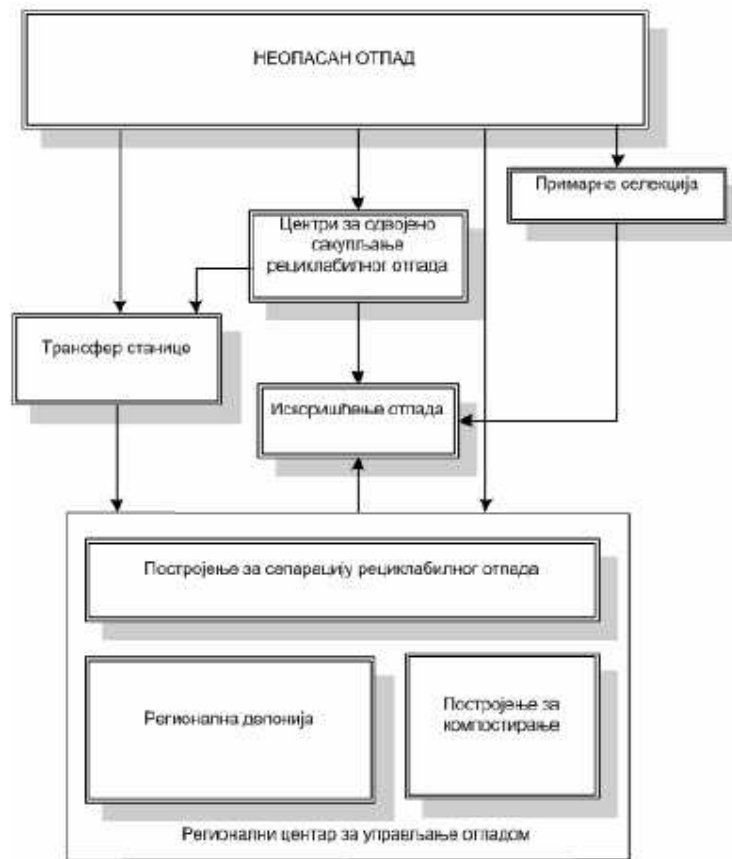 НЕОПАСАН ОТПАД
Примарна селекција
Центри за одвојено
сакупљање
рециклабилног отпада
Трансфер станице
Искоришћење отпада
Постројење за сепарацију рециклабилног отпада
Регионална депонија
Постројење за
компостирање
Регионални центар за управљање отпадом